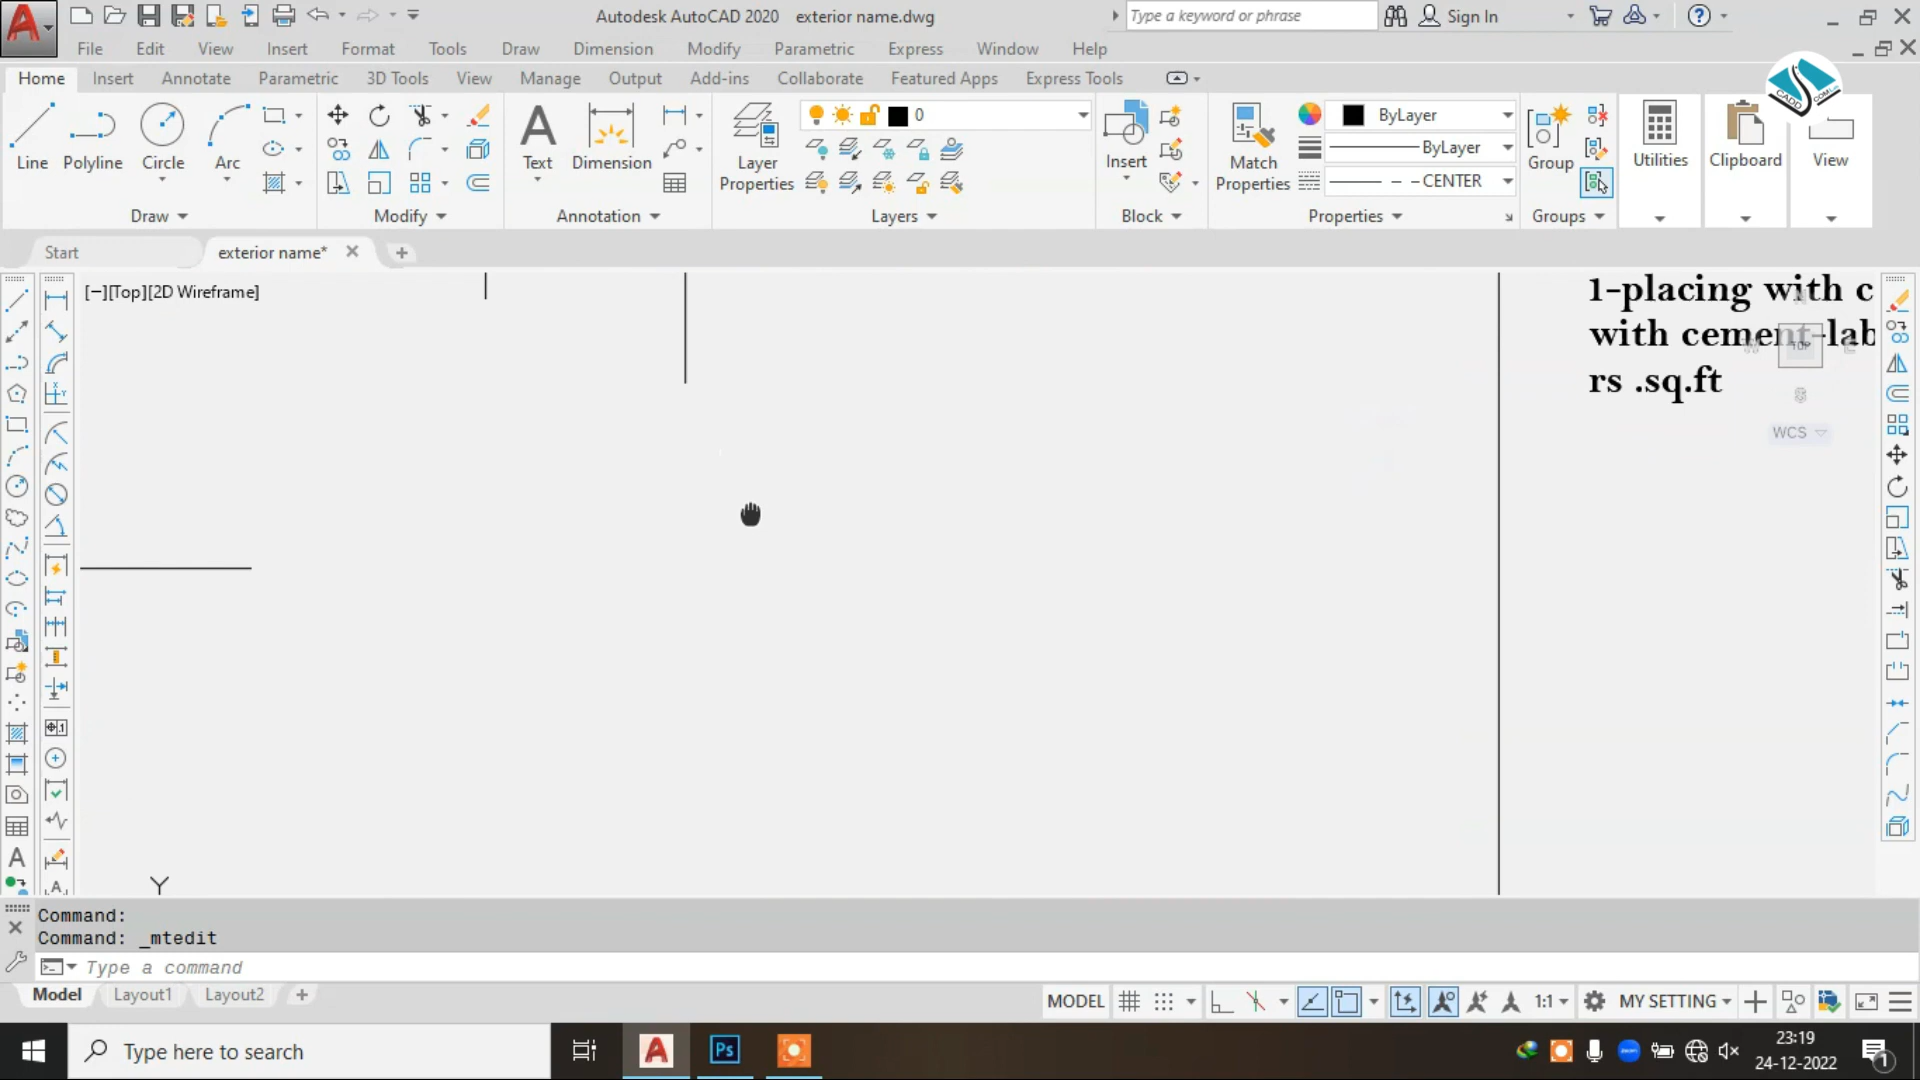 Autodesk AutoCAD 2020 exterior name.dwg
Type a keyword or phrase
Sign In
File Edit View Insert Format Tools Draw Dimension Modify Parametric Express Window Help
Home Insert Annotate Parametric 3D Tools View Manage Output Add-ins Collaborate Featured Apps Express Tools
0
ByLayer
Line Polyline Circle Arc
Text Dimension
Layer
Properties
Insert
Match
Properties
ByLayer
CENTER
Group
Utilities Clipboard View
Draw Modify Annotation Layers Block Properties Groups
Start exterior name*
[−][Top][2D Wireframe]
1-placing with c
with cement-lab
rs .sq.ft
TOP
S
WCS
Y
Command:
Command: _mtedit
Type a command
Model Layout1 Layout2
MODEL 1:1 MY SETTING
Type here to search
Ps
23:19
24-12-2022
1